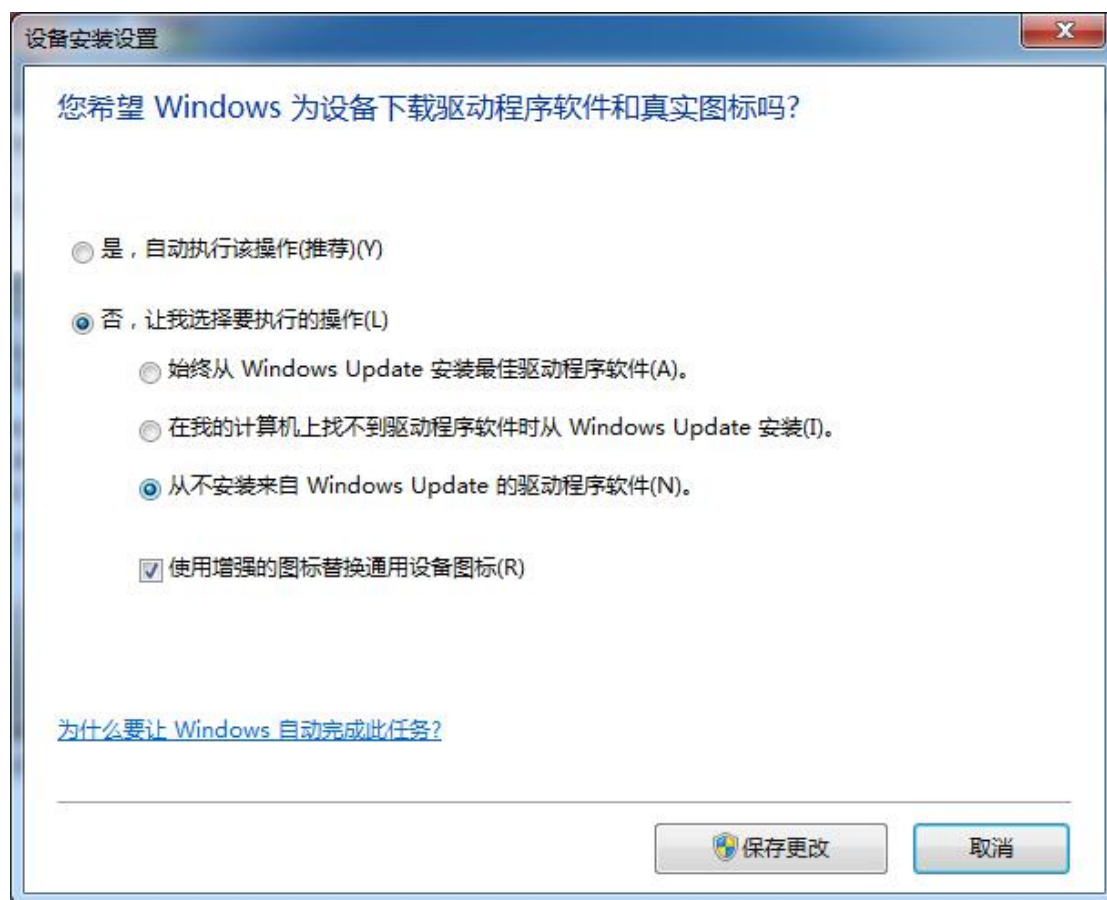 设备安装设置
您希望 Windows 为设备下载驱动程序软件和真实图标吗?
是，自动执行该操作(推荐)(Y)
否，让我选择要执行的操作(L)
始终从 Windows Update 安装最佳驱动程序软件(A)。
在我的计算机上找不到驱动程序软件时从 Windows Update 安装(I)。
从不安装来自 Windows Update 的驱动程序软件(N)。
使用增强的图标替换通用设备图标(R)
为什么要让 Windows 自动完成此任务?
保存更改 取消